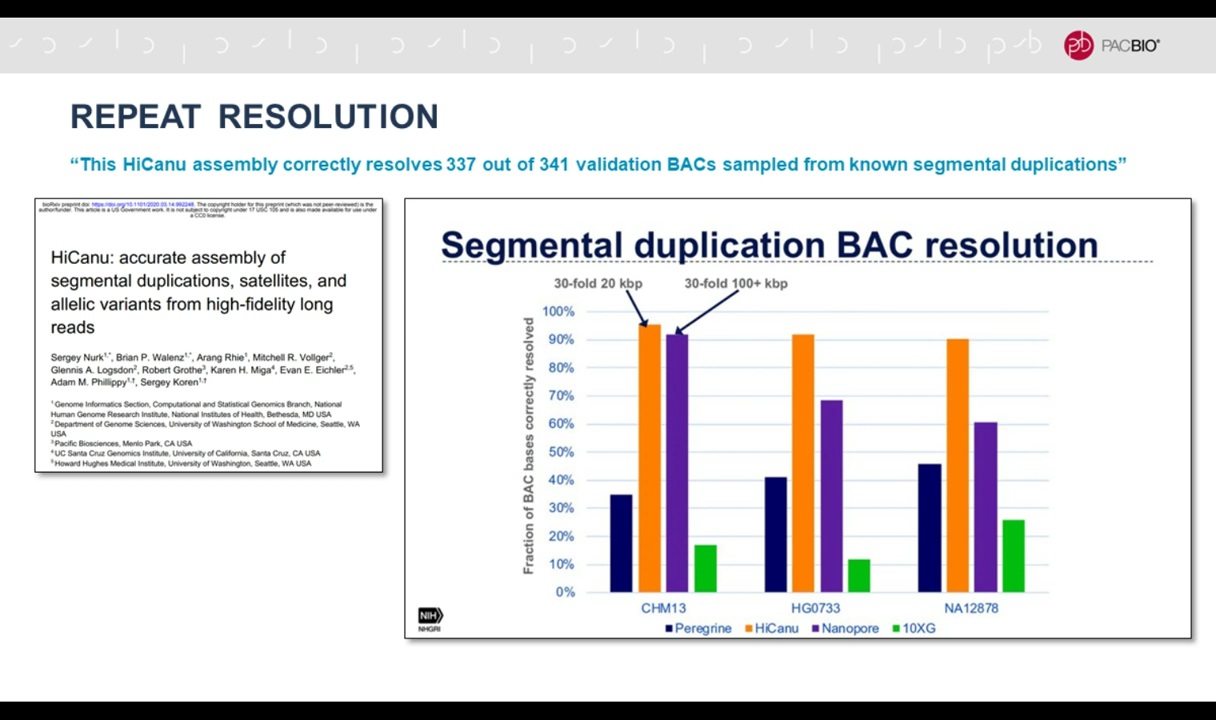 PACBIO®
REPEAT RESOLUTION
“This HiCanu assembly correctly resolves 337 out of 341 validation BACs sampled from known segmental duplications”
bioRxiv preprint doi: https://doi.org/10.1101/2020.03.14.992248. The copyright holder for this preprint (which was not peer-reviewed) is the
author/funder. This article is a US Government work. It is not subject to copyright under 17 USC 105 and is also made available for use under
a CC0 license.
HiCanu: accurate assembly of
segmental duplications, satellites, and
allelic variants from high-fidelity long
reads
Sergey Nurk1,*, Brian P. Walenz1,*, Arang Rhie1, Mitchell R. Vollger2,
Glennis A. Logsdon2, Robert Grothe3, Karen H. Miga4, Evan E. Eichler2,5,
Adam M. Phillippy1,†, Sergey Koren1,†
1 Genome Informatics Section, Computational and Statistical Genomics Branch, National
Human Genome Research Institute, National Institutes of Health, Bethesda, MD USA
2 Department of Genome Sciences, University of Washington School of Medicine, Seattle, WA
USA
3 Pacific Biosciences, Menlo Park, CA USA
4 UC Santa Cruz Genomics Institute, University of California, Santa Cruz, CA USA
5 Howard Hughes Medical Institute, University of Washington, Seattle, WA USA
Segmental duplication BAC resolution
30-fold 20 kbp
30-fold 100+ kbp
Fraction of BAC bases correctly resolved
100%
90%
80%
70%
60%
50%
40%
30%
20%
10%
0%
CHM13
HG0733
NA12878
Peregrine
HiCanu
Nanopore
10XG
NIH
NHGRI